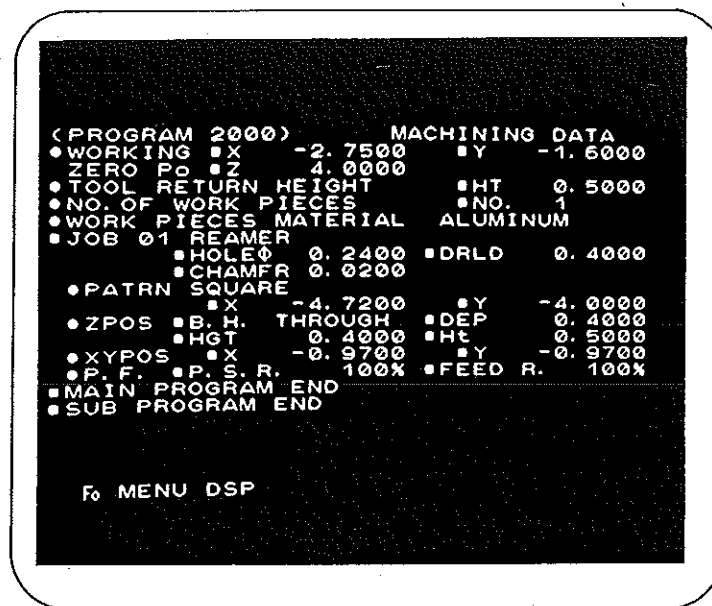 (PROGRAM 2000) MACHINING DATA
●WORKING ■X -2.7500 ■Y -1.6000
ZERO Po ■Z 4.0000
●TOOL RETURN HEIGHT ■HT 0.5000
●NO. OF WORK PIECES ■NO. 1
●WORK PIECES MATERIAL ALUMINUM
■JOB 01 REAMER
■HOLEΦ 0.2400 ■DRLD 0.4000
■CHAMFR 0.0200
●PATRN SQUARE
■X -4.7200 ■Y -4.0000
●ZPOS ■B.H. THROUGH ■DEP 0.4000
■HGT 0.4000 ■Ht 0.5000
●XYPOS ■X -0.9700 ■Y -0.9700
●P.F. ■P.S.R. 100% ■FEED R. 100%
■MAIN PROGRAM END
■SUB PROGRAM END
Fo MENU DSP